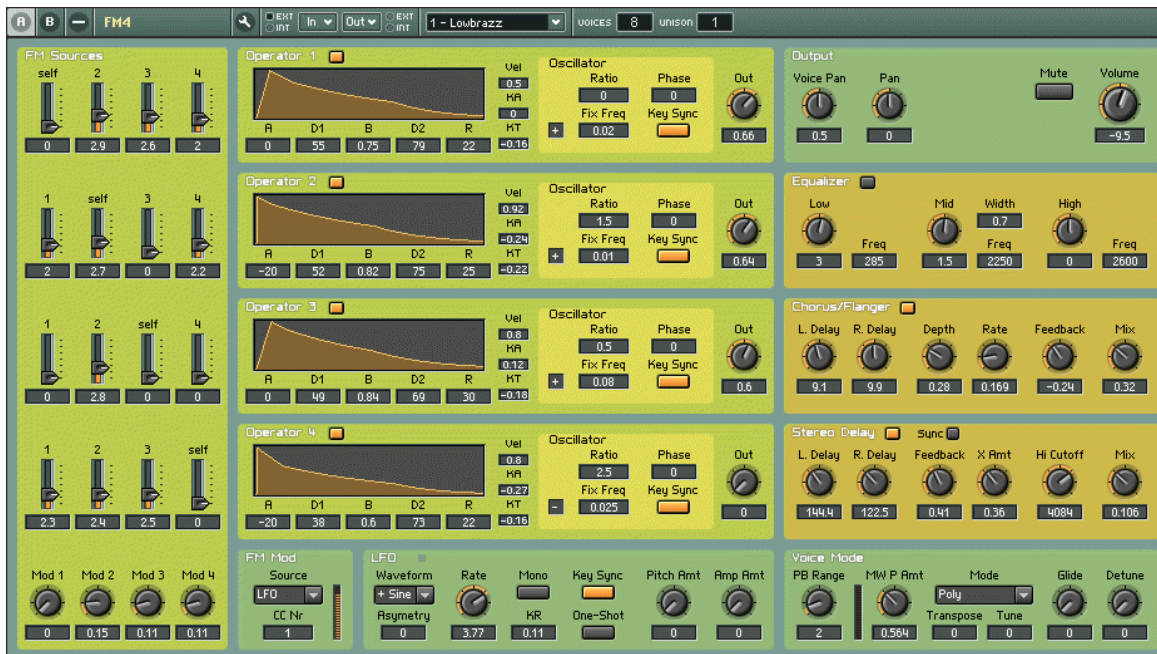 A B FM4 EXT INT In Out EXT INT 1 - Lowbrazz VOICES 8 UNISON 1
FM Sources
self 2 3 4
0 2.9 2.6 2
1 self 3 4
2 2.7 0 2.2
1 2 self 4
0 2.8 0 0
1 2 3 self
2.3 2.4 2.5 0
Mod 1 Mod 2 Mod 3 Mod 4
0 0.15 0.11 0.11
Operator 1
Vel
0.5
KA
0
KT
-0.16
A D1 B D2 R
0 55 0.75 79 22
Oscillator
Ratio Phase
0 0
Fix Freq Key Sync
+ 0.02
Out
0.66
Operator 2
Vel
0.92
KA
-0.24
KT
-0.22
A D1 B D2 R
-20 52 0.82 75 25
Oscillator
Ratio Phase
1.5 0
Fix Freq Key Sync
+ 0.01
Out
0.64
Operator 3
Vel
0.8
KA
0.12
KT
-0.18
A D1 B D2 R
0 49 0.84 69 30
Oscillator
Ratio Phase
0.5 0
Fix Freq Key Sync
+ 0.08
Out
0.6
Operator 4
Vel
0.8
KA
-0.27
KT
-0.16
A D1 B D2 R
-20 38 0.6 73 22
Oscillator
Ratio Phase
2.5 0
Fix Freq Key Sync
- 0.025
Out
0
FM Mod
Source
LFO
CC Nr
1
LFO
Waveform Rate Mono Key Sync Pitch Amt Amp Amt
+ Sine
Asymetry KR One-Shot
0 3.77 0.11 0 0
Output
Voice Pan Pan Mute Volume
0.5 0 -9.5
Equalizer
Low Mid Width High
0.7
Freq Freq Freq
3 285 1.5 2250 0 2600
Chorus/Flanger
L. Delay R. Delay Depth Rate Feedback Mix
9.1 9.9 0.28 0.169 -0.24 0.32
Stereo Delay Sync
L. Delay R. Delay Feedback X Amt Hi Cutoff Mix
144.4 122.5 0.41 0.36 4084 0.106
Voice Mode
PB Range MW P Amt Mode Glide Detune
Poly
Transpose Tune
2 0.564 0 0 0 0